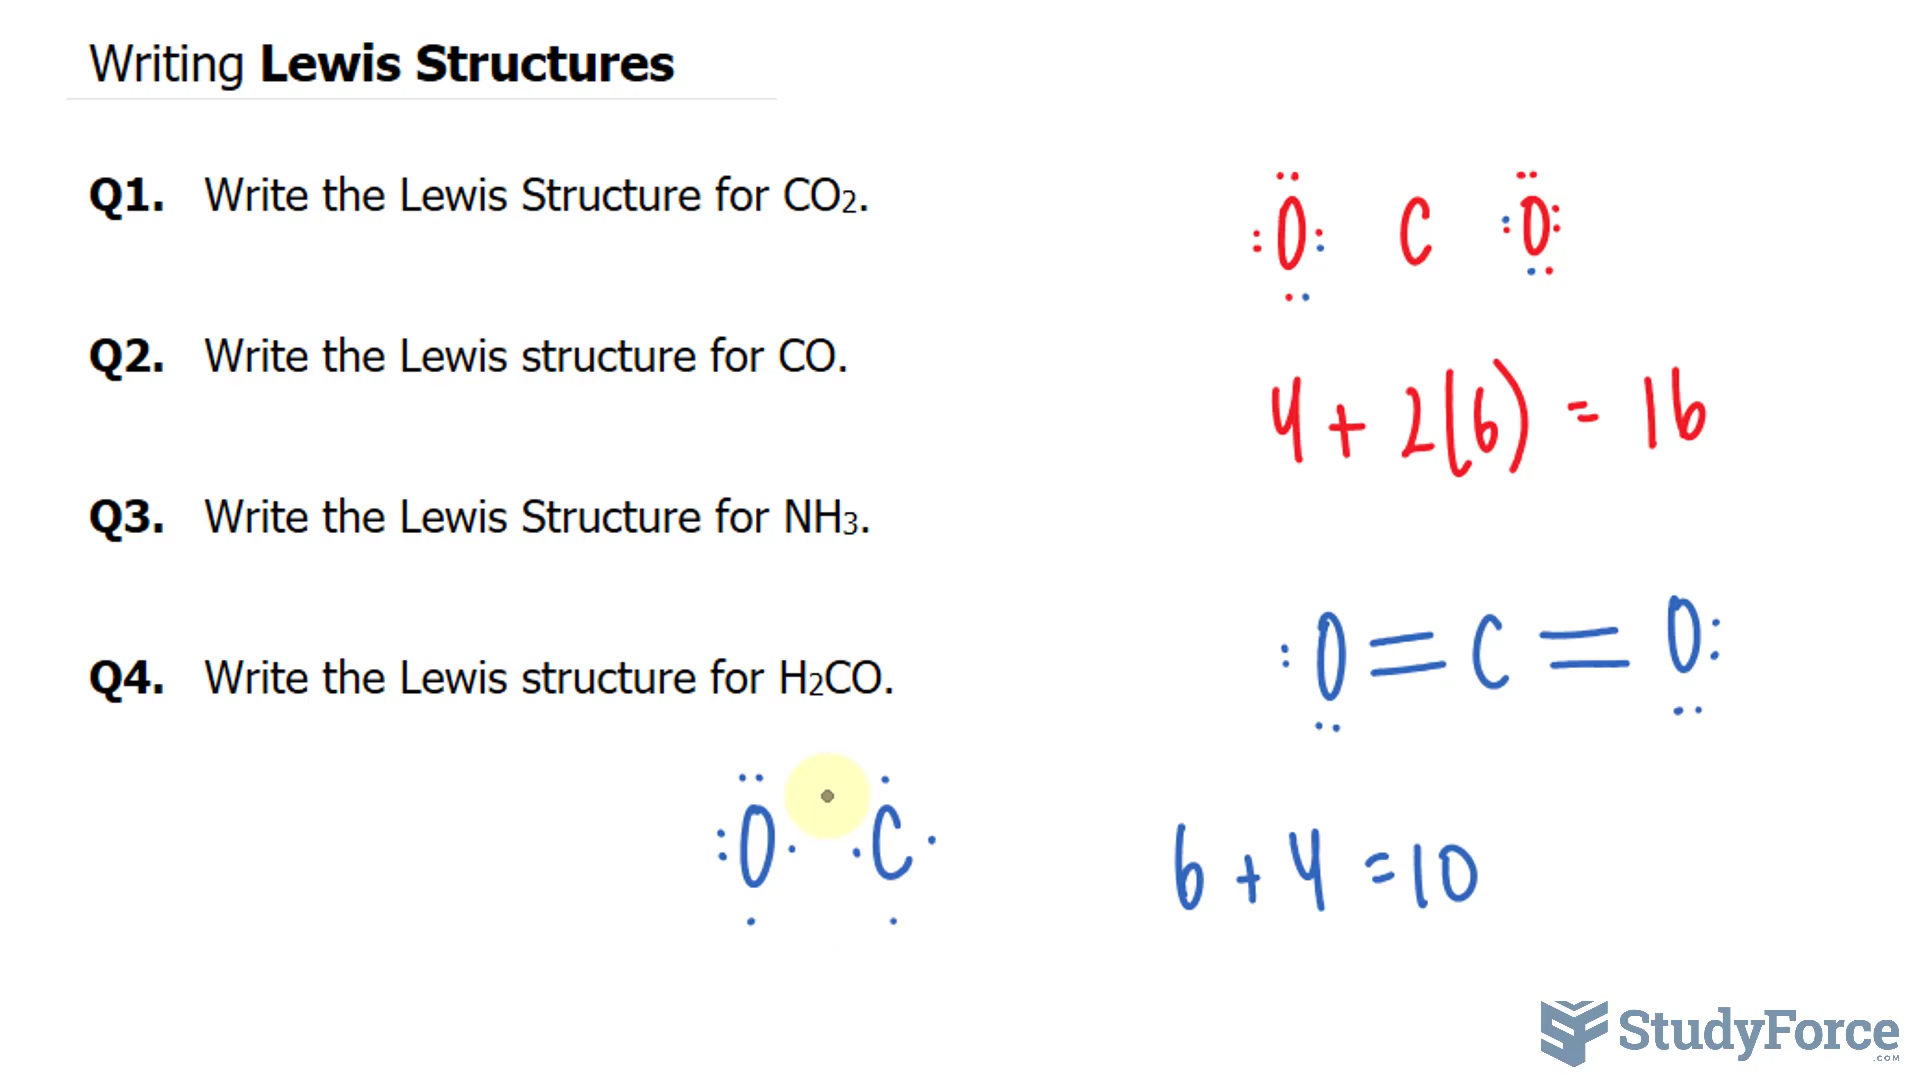 Writing Lewis Structures
Q1. Write the Lewis Structure for CO₂.
Q2. Write the Lewis structure for CO.
Q3. Write the Lewis Structure for NH₃.
Q4. Write the Lewis structure for H₂CO.
:O: C :O:
4 + 2(6) = 16
:O=C=O:
:O· ·C·
6 + 4 = 10
StudyForce
.COM